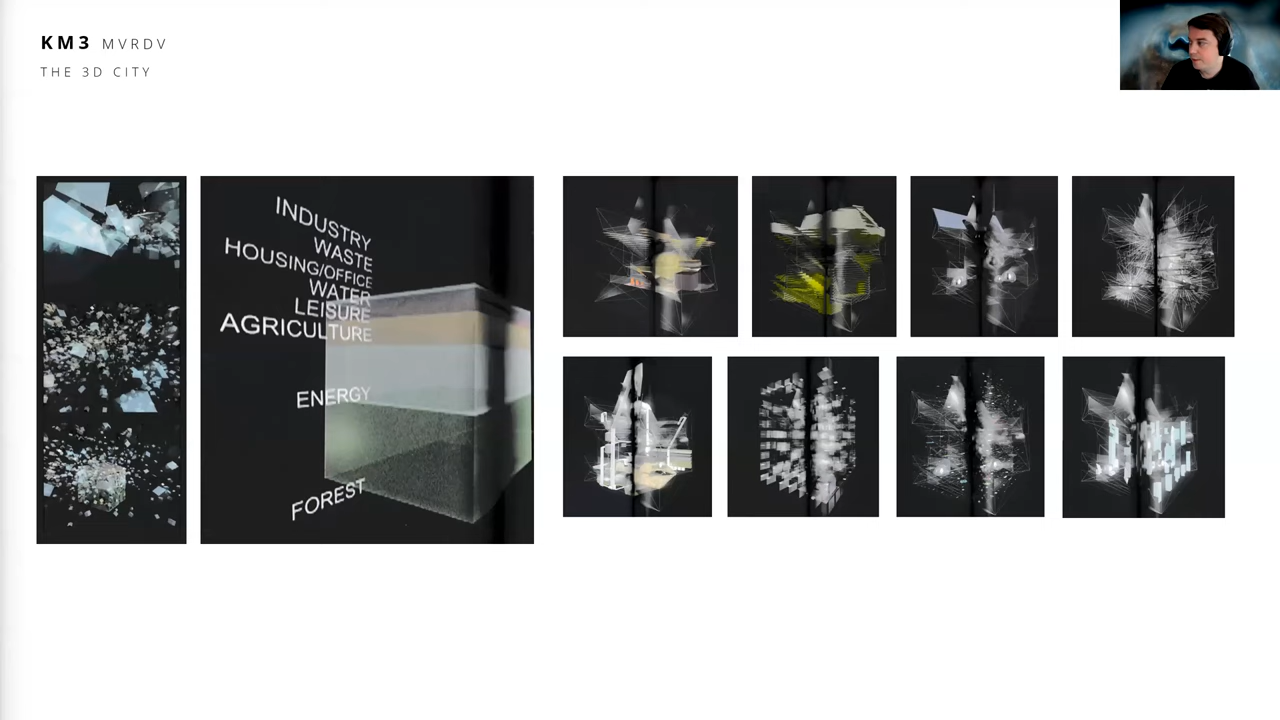 KM3 MVRDV
THE 3D CITY
INDUSTRY
WASTE
HOUSING/OFFICE
WATER
LEISURE
AGRICULTURE
ENERGY
FOREST